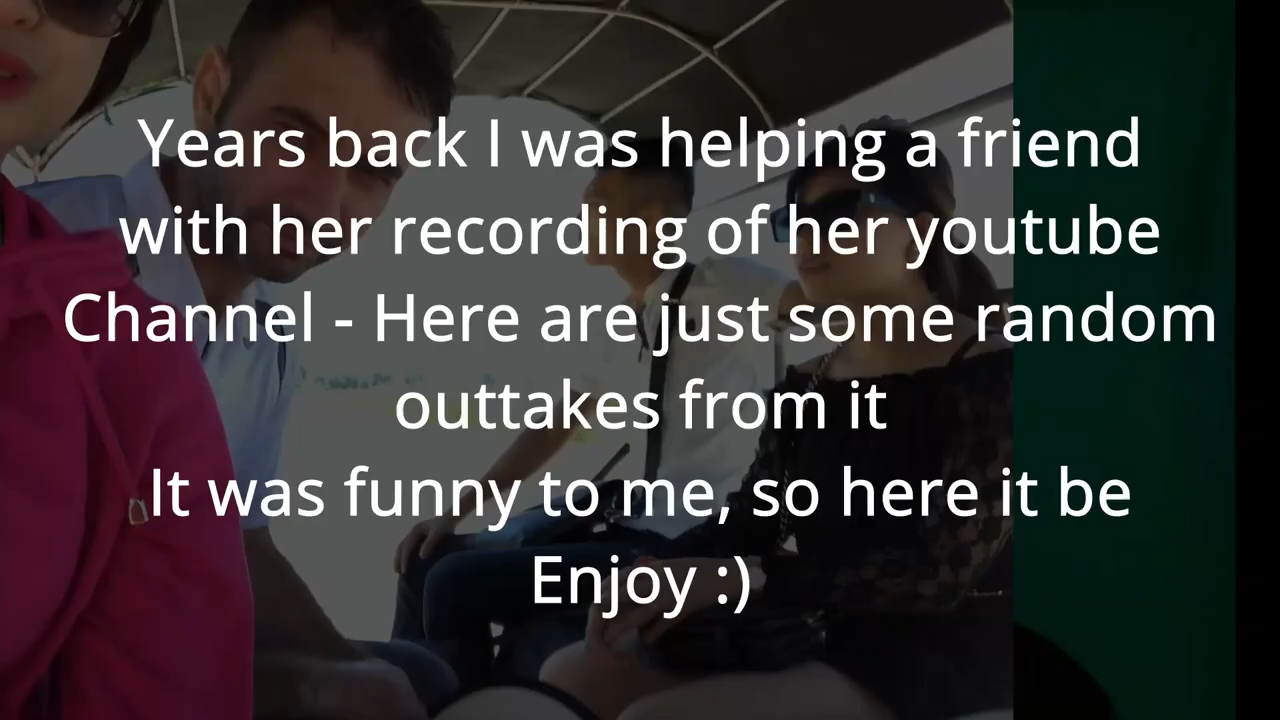 Years back I was helping a friend
with her recording of her youtube
Channel - Here are just some random
outtakes from it
It was funny to me, so here it be
Enjoy :)